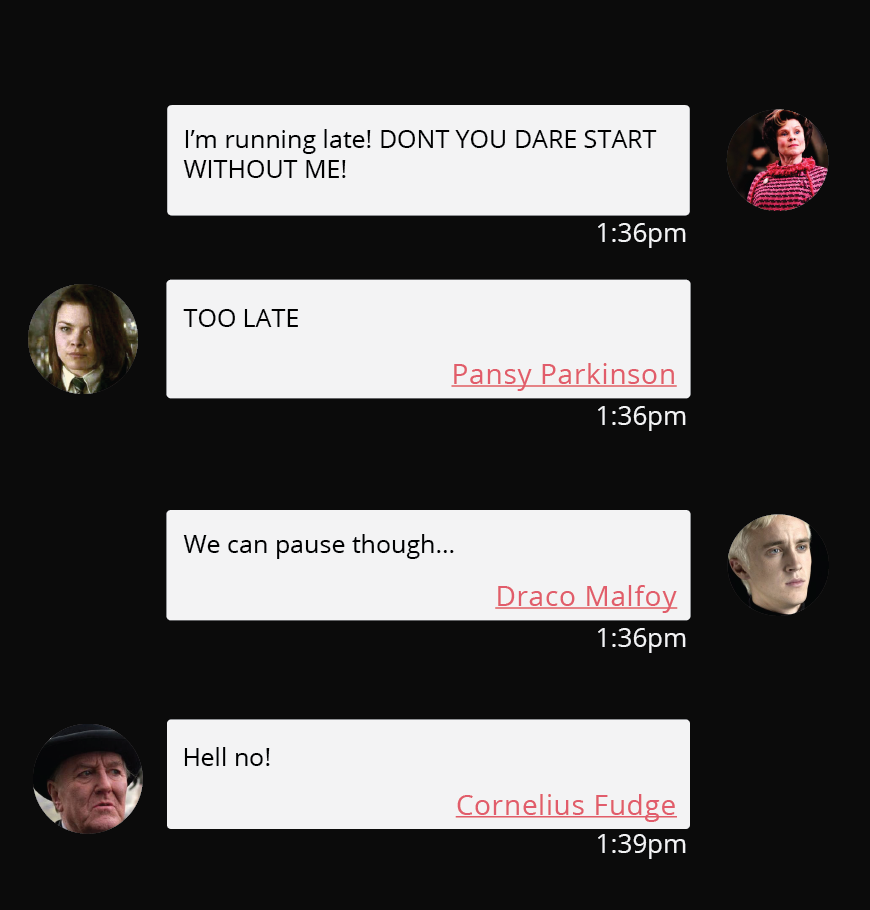 I’m running late! DONT YOU DARE START
WITHOUT ME!
1:36pm
TOO LATE
Pansy Parkinson
1:36pm
We can pause though...
Draco Malfoy
1:36pm
Hell no!
Cornelius Fudge
1:39pm